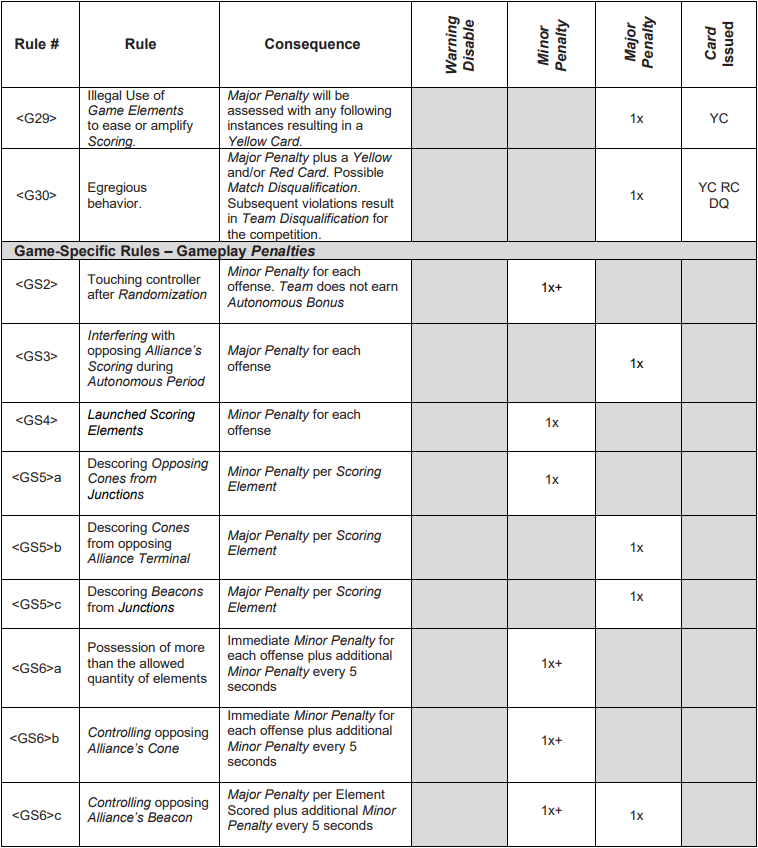 Rule #
Rule
Consequence
Warning
Disable
Minor
Penalty
Major
Penalty
Card
Issued
<G29>
Illegal Use of
Game Elements
to ease or amplify
Scoring.
Major Penalty will be
assessed with any following
instances resulting in a
Yellow Card.
1x
YC
<G30>
Egregious
behavior.
Major Penalty plus a Yellow
and/or Red Card. Possible
Match Disqualification.
Subsequent violations result
in Team Disqualification for
the competition.
1x
YC RC
DQ
Game-Specific Rules – Gameplay Penalties
<GS2>
Touching controller
after Randomization
Minor Penalty for each
offense. Team does not earn
Autonomous Bonus
1x+
<GS3>
Interfering with
opposing Alliance's
Scoring during
Autonomous Period
Major Penalty for each
offense
1x
<GS4>
Launched Scoring
Elements
Minor Penalty for each
offense
1x
<GS5>a
Descoring Opposing
Cones from
Junctions
Minor Penalty per Scoring
Element
1x
<GS5>b
Descoring Cones
from opposing
Alliance Terminal
Major Penalty per Scoring
Element
1x
<GS5>c
Descoring Beacons
from Junctions
Major Penalty per Scoring
Element
1x
<GS6>a
Possession of more
than the allowed
quantity of elements
Immediate Minor Penalty for
each offense plus additional
Minor Penalty every 5
seconds
1x+
<GS6>b
Controlling opposing
Alliance's Cone
Immediate Minor Penalty for
each offense plus additional
Minor Penalty every 5
seconds
1x+
<GS6>c
Controlling opposing
Alliance's Beacon
Major Penalty per Element
Scored plus additional Minor
Penalty every 5 seconds
1x+
1x